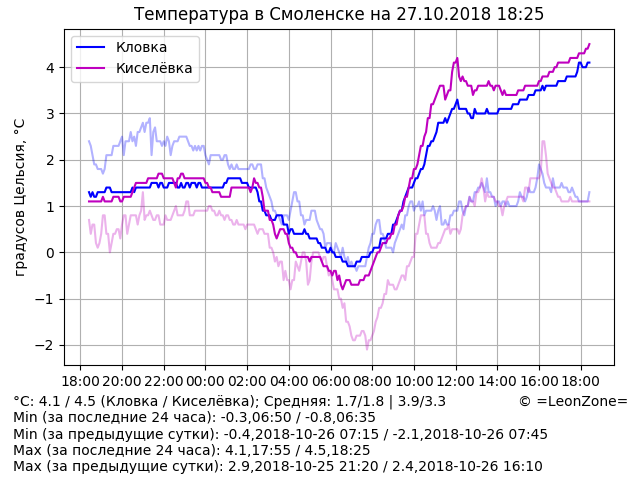 Температура в Смоленске на 27.10.2018 18:25
Кловка
Киселёвка
градусов Цельсия, °C
4
3
2
1
0
−1
−2
18:00 20:00 22:00 00:00 02:00 04:00 06:00 08:00 10:00 12:00 14:00 16:00 18:00
°C: 4.1 / 4.5 (Кловка / Киселёвка); Средняя: 1.7/1.8 | 3.9/3.3 © =LeonZone=
Min (за последние 24 часа): -0.3,06:50 / -0.8,06:35
Min (за предыдущие сутки): -0.4,2018-10-26 07:15 / -2.1,2018-10-26 07:45
Max (за последние 24 часа): 4.1,17:55 / 4.5,18:25
Max (за предыдущие сутки): 2.9,2018-10-25 21:20 / 2.4,2018-10-26 16:10